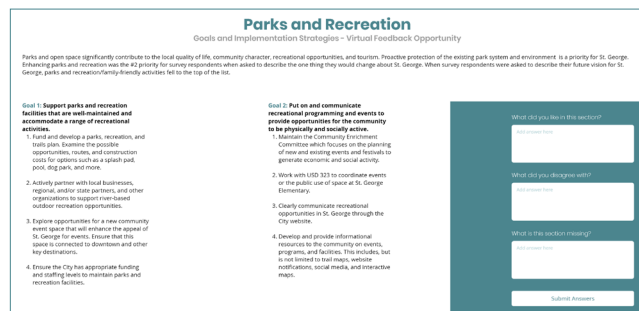 Parks and Recreation
Goals and Implementation Strategies - Virtual Feedback Opportunity
Parks and open space significantly contribute to the local quality of life, community character, recreational opportunities, and tourism. Proactive protection of the existing park system and environment is a priority for St. George.
Enhancing parks and recreation was the #2 priority for survey respondents when asked to describe the one thing they would change about St. George. When survey respondents were asked to describe their future vision for St.
George, parks and recreation/family-friendly activities fell to the top of the list.
Goal 1: Support parks and recreation
facilities that are well-maintained and
accommodate a range of recreational
activities.
1. Fund and develop a parks, recreation, and
trails plan. Examine the possible
opportunities, routes, and construction
costs for options such as a splash pad,
pool, dog park, and more.
2. Actively partner with local businesses,
regional, and/or state partners, and other
organizations to support river-based
outdoor recreation opportunities.
3. Explore opportunities for a new community
event space that will enhance the appeal of
St. George for events. Ensure that this
space is connected to downtown and other
key destinations.
4. Ensure the City has appropriate funding
and staffing levels to maintain parks and
recreation facilities.
Goal 2: Put on and communicate
recreational programming and events to
provide opportunities for the community
to be physically and socially active.
1. Maintain the Community Enrichment
Committee which focuses on the planning
of new and existing events and festivals to
generate economic and social activity.
2. Work with USD 323 to coordinate events
or the public use of space at St. George
Elementary.
3. Clearly communicate recreational
opportunities in St. George through the
City website.
4. Develop and provide informational
resources to the community on events,
programs, and facilities. This includes, but
is not limited to trail maps, website
notifications, social media, and interactive
maps.
What did you like in this section?
Add answer here
What did you disagree with?
Add answer here
What is this section missing?
Add answer here
Submit Answers